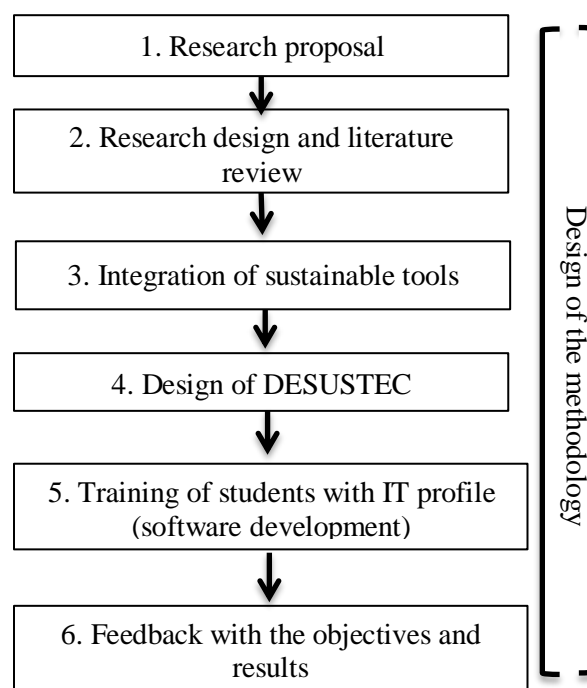 1. Research proposal
2. Research design and literature
review
3. Integration of sustainable tools
4. Design of DESUSTEC
5. Training of students with IT profile
(software development)
6. Feedback with the objectives and
results
Design of the methodology